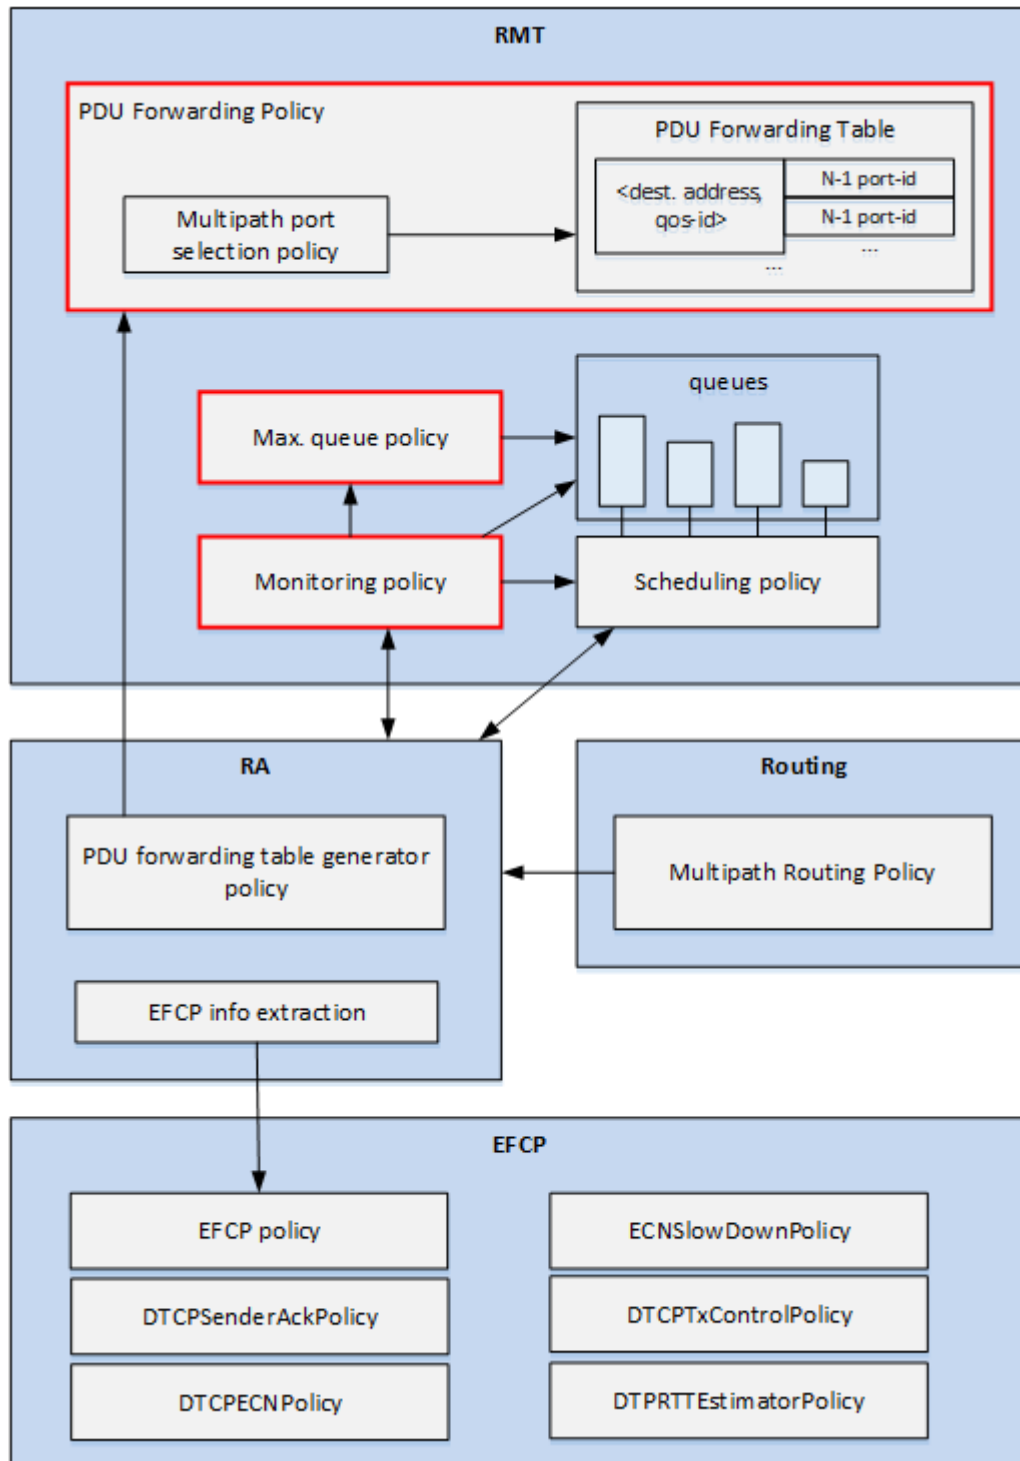 RMT
PDU Forwarding Policy
PDU Forwarding Table
<dest. address,
qos-id>
N-1 port-id
N-1 port-id
...
...
Multipath port
selection policy
queues
Max. queue policy
Monitoring policy
Scheduling policy
RA
PDU forwarding table generator
policy
EFCP info extraction
Routing
Multipath Routing Policy
EFCP
EFCP policy
ECNSlowDownPolicy
DTCPSenderAckPolicy
DTCPTxControlPolicy
DTCPECNPolicy
DTPRTTEstimatorPolicy